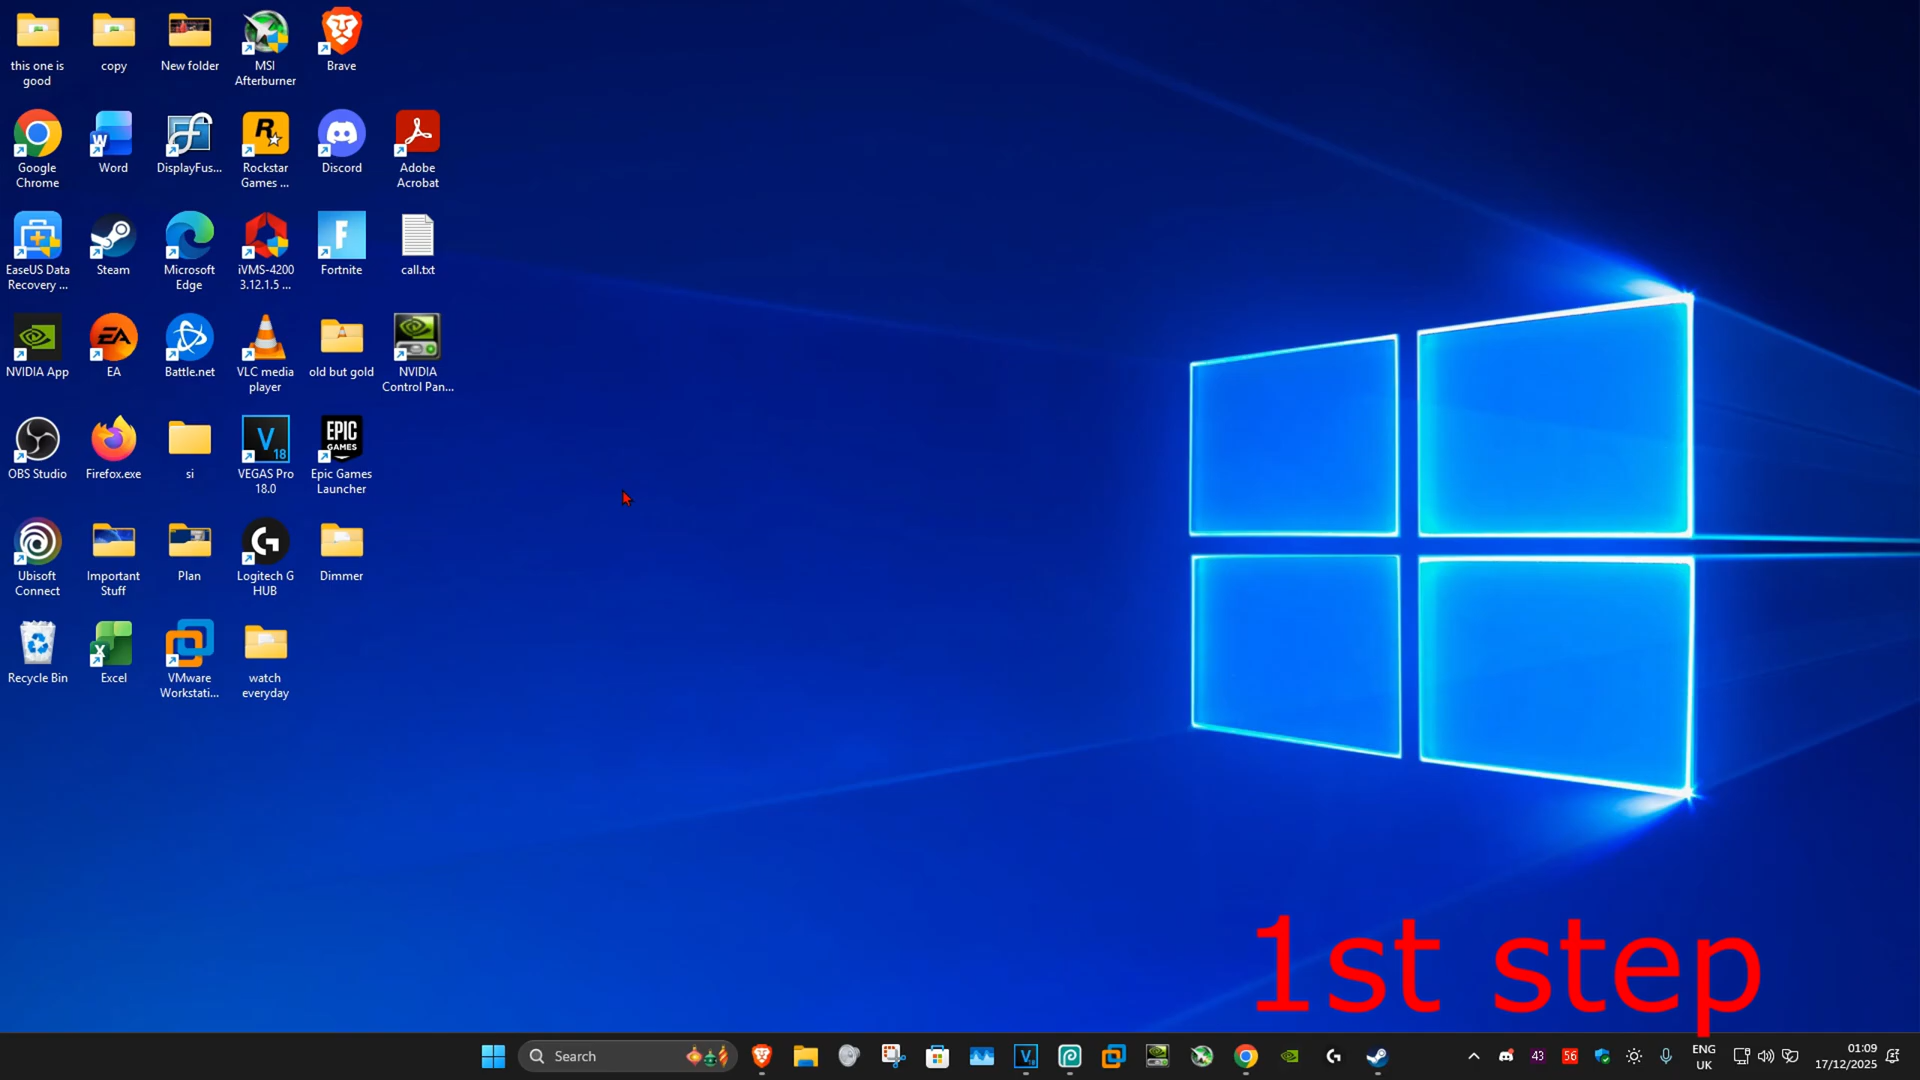 this one is
good
copy
New folder
MSI
Afterburner
Brave
Google
Chrome
Word
DisplayFus...
Rockstar
Games ...
Discord
Adobe
Acrobat
EaseUS Data
Recovery ...
Steam
Microsoft
Edge
iVMS-4200
3.12.1.5 ...
Fortnite
call.txt
NVIDIA App
EA
Battle.net
VLC media
player
old but gold
NVIDIA
Control Pan...
OBS Studio
Firefox.exe
si
VEGAS Pro
18.0
EPIC
GAMES
Epic Games
Launcher
Ubisoft
Connect
Important
Stuff
Plan
Logitech G
HUB
Dimmer
Recycle Bin
Excel
VMware
Workstati...
watch
everyday
1st step
Search
43
56
ENG
UK
01:09
17/12/2025